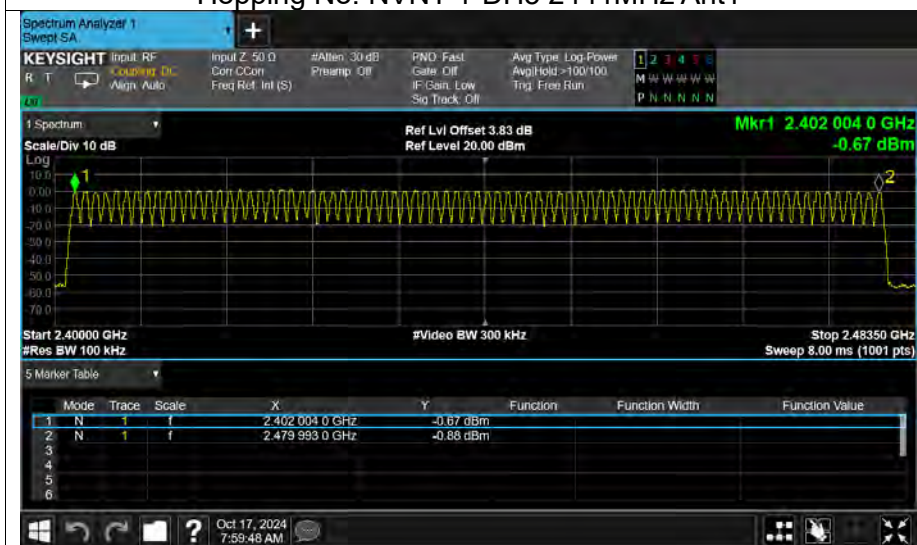 Hopping No. NVNT 1-DH5 2441MHz Ant1
Spectrum Analyzer 1
Swept SA
+
KEYSIGHT Input: RF Input Z: 50 Ω #Atten: 30 dB PNO: Fast Avg Type: Log-Power 1 2 3 4 5 6
R T Coupling: DC Corr CCorr Preamp: Off Gate: Off Avg|Hold:>100/100 M W W W W W
Align: Auto Freq Ref: Int (S) IF Gain: Low Trig: Free Run
Sig Track: Off P N N N N N
1 Spectrum Ref Lvl Offset 3.83 dB Mkr1 2.402 004 0 GHz
Scale/Div 10 dB Ref Level 20.00 dBm -0.67 dBm
Log
10.0 1 2
0.00
-10.0
-20.0
-30.0
-40.0
-50.0
-60.0
-70.0
Start 2.40000 GHz #Video BW 300 kHz Stop 2.48350 GHz
#Res BW 100 kHz Sweep 8.00 ms (1001 pts)
5 Marker Table
Mode Trace Scale X Y Function Function Width Function Value
1 N 1 f 2.402 004 0 GHz -0.67 dBm
2 N 1 f 2.479 993 0 GHz -0.88 dBm
3
4
5
6
? Oct 17, 2024
7:59:48 AM